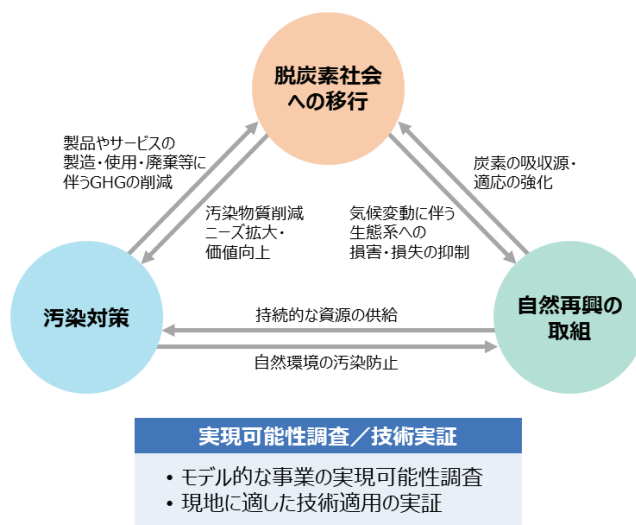 脱炭素社会
への移行
製品やサービスの
製造・使用・廃棄等に
伴うGHGの削減
炭素の吸収源・
適応の強化
汚染物質削減
ニーズ拡大・
価値向上
気候変動に伴う
生態系への
損害・損失の抑制
汚染対策
持続的な資源の供給
自然環境の汚染防止
自然再興の
取組
実現可能性調査／技術実証
• モデル的な事業の実現可能性調査
• 現地に適した技術適用の実証